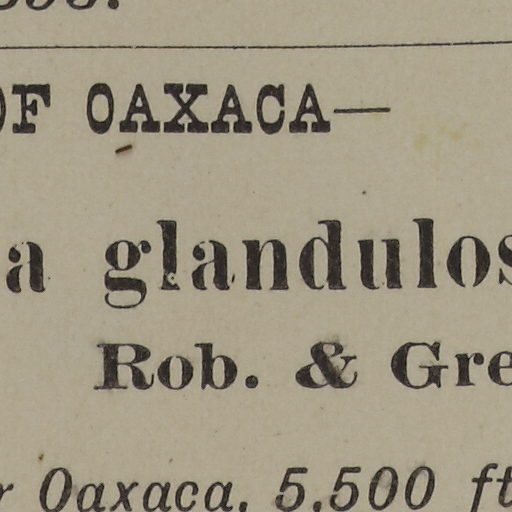 OF OAXACA—
a glandulos
Rob. & Gre
r Oaxaca, 5,500 ft